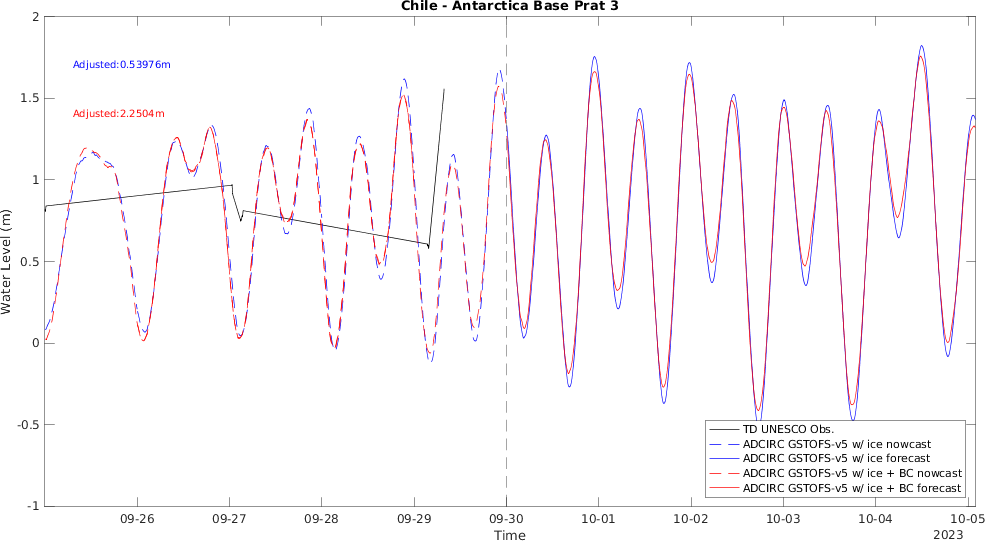 Chile - Antarctica Base Prat 3
Adjusted:0.53976m
Adjusted:2.2504m
Water Level (m)
2
1.5
1
0.5
0
-0.5
-1
TD UNESCO Obs.
ADCIRC GSTOFS-v5 w/ ice nowcast
ADCIRC GSTOFS-v5 w/ ice forecast
ADCIRC GSTOFS-v5 w/ ice + BC nowcast
ADCIRC GSTOFS-v5 w/ ice + BC forecast
09-26 09-27 09-28 09-29 09-30 10-01 10-02 10-03 10-04 10-05
Time
2023